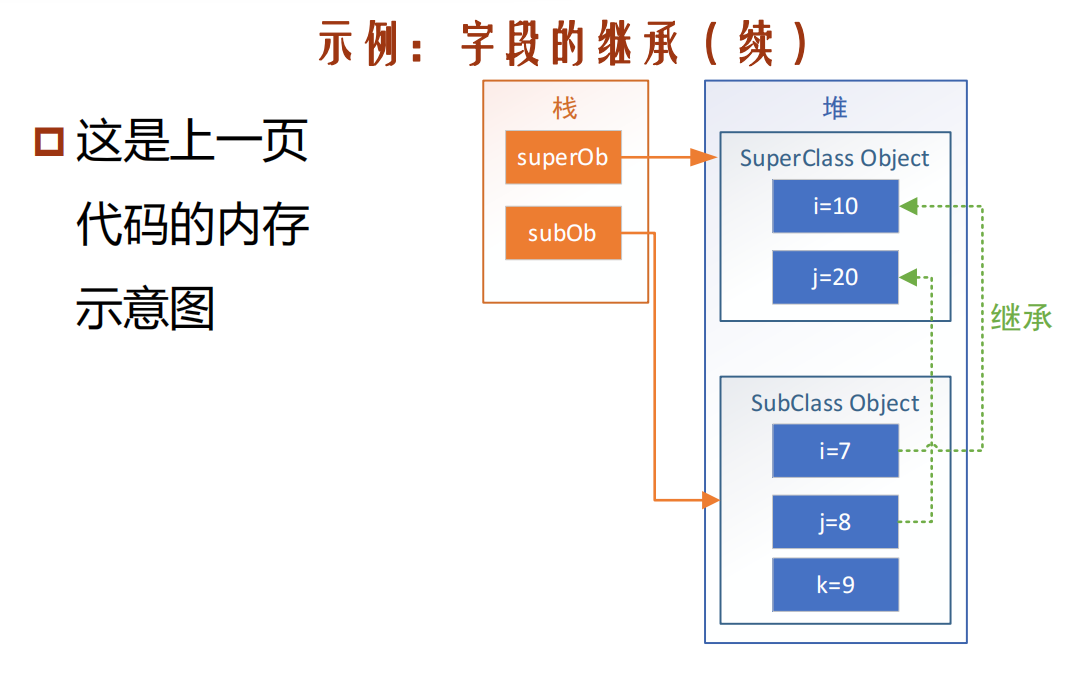 示例：字段的继承（续）
这是上一页
代码的内存
示意图
栈
superOb
subOb
堆
SuperClass Object
i=10
j=20
继承
SubClass Object
i=7
j=8
k=9